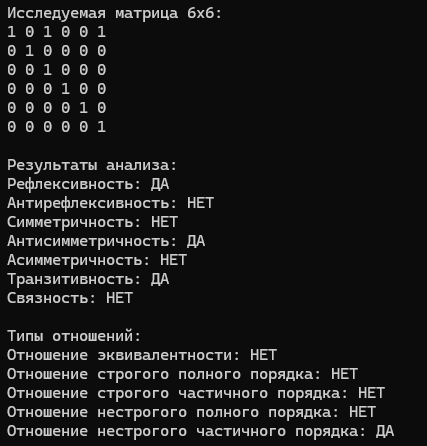 Исследуемая матрица 6x6:
1 0 1 0 0 1
0 1 0 0 0 0
0 0 1 0 0 0
0 0 0 1 0 0
0 0 0 0 1 0
0 0 0 0 0 1
Результаты анализа:
Рефлексивность: ДА
Антирефлексивность: НЕТ
Симметричность: НЕТ
Антисимметричность: ДА
Асимметричность: НЕТ
Транзитивность: ДА
Связность: НЕТ
Типы отношений:
Отношение эквивалентности: НЕТ
Отношение строгого полного порядка: НЕТ
Отношение строгого частичного порядка: НЕТ
Отношение нестрогого полного порядка: НЕТ
Отношение нестрогого частичного порядка: ДА